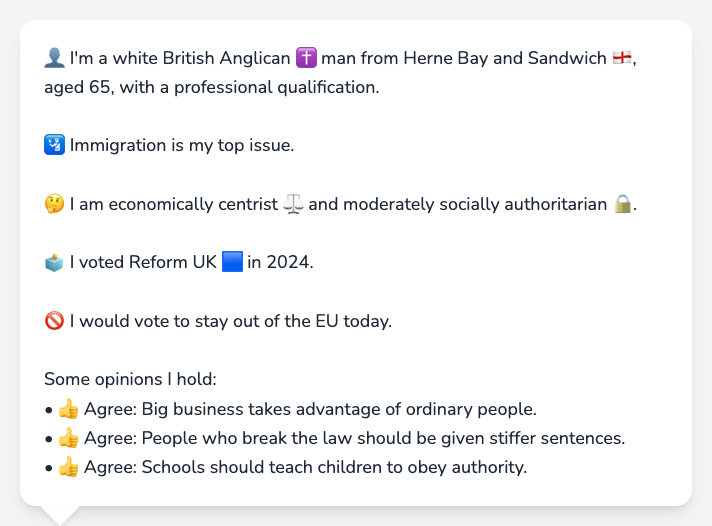 👤 I'm a white British Anglican ✝️ man from Herne Bay and Sandwich 🏴󠁧󠁢󠁥󠁮󠁧󠁿,
aged 65, with a professional qualification.
🛂 Immigration is my top issue.
🤔 I am economically centrist ⚖️ and moderately socially authoritarian 🔒.
🗳️ I voted Reform UK 🟦 in 2024.
🚫 I would vote to stay out of the EU today.
Some opinions I hold:
• 👍 Agree: Big business takes advantage of ordinary people.
• 👍 Agree: People who break the law should be given stiffer sentences.
• 👍 Agree: Schools should teach children to obey authority.